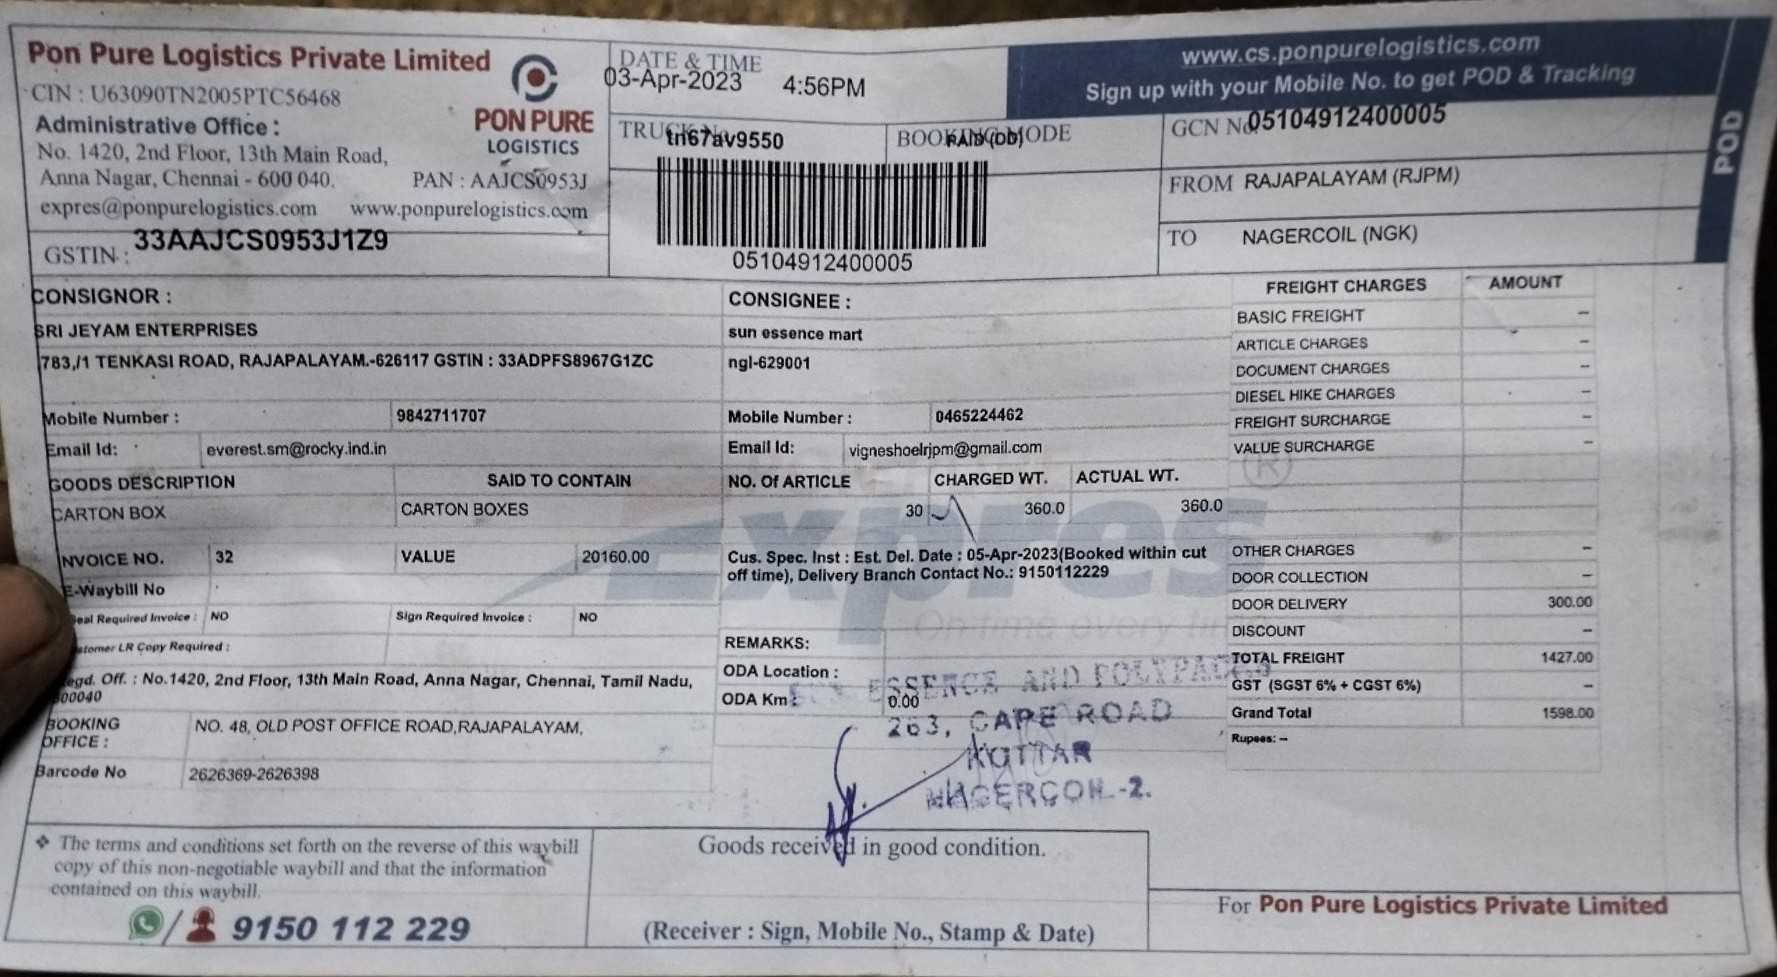 Pon Pure Logistics Private Limited
CIN : U63090TN2005PTC56468
Administrative Office :
No. 1420, 2nd Floor, 13th Main Road,
Anna Nagar, Chennai - 600 040.
PAN : AAJCS0953J
expres@ponpurelogistics.com www.ponpurelogistics.com
GSTIN : 33AAJCS0953J1Z9
PON PURE
LOGISTICS
DATE & TIME
03-Apr-2023 4:56PM
TRUCK No. tn67av9550
BOOKING MODE PAID(DD)
05104912400005
www.cs.ponpurelogistics.com
Sign up with your Mobile No. to get POD & Tracking
POD
GCN No. 05104912400005
FROM RAJAPALAYAM (RJPM)
TO NAGERCOIL (NGK)
CONSIGNOR :
SRI JEYAM ENTERPRISES
783,/1 TENKASI ROAD, RAJAPALAYAM.-626117 GSTIN : 33ADPFS8967G1ZC
Mobile Number : 9842711707
Email Id: everest.sm@rocky.ind.in
CONSIGNEE :
sun essence mart
ngl-629001
Mobile Number : 0465224462
Email Id: vigneshoelrjpm@gmail.com
GOODS DESCRIPTION SAID TO CONTAIN NO. Of ARTICLE CHARGED WT. ACTUAL WT.
CARTON BOX CARTON BOXES 30 360.0 360.0
NVOICE NO. 32 VALUE 20160.00
E-Waybill No
eal Required Invoice : NO Sign Required Invoice : NO
stomer LR Copy Required :
egd. Off. : No.1420, 2nd Floor, 13th Main Road, Anna Nagar, Chennai, Tamil Nadu,
600040
BOOKING OFFICE : NO. 48, OLD POST OFFICE ROAD,RAJAPALAYAM,
Barcode No 2626369-2626398
Cus. Spec. Inst : Est. Del. Date : 05-Apr-2023(Booked within cut
off time), Delivery Branch Contact No.: 9150112229
expres
On-time every
REMARKS:
ODA Location :
ODA Km : 0.00
ESSENCE AND POLYPACKS
263, CAPE ROAD
KOTTAR
NAGERCOIL-2.
FREIGHT CHARGES AMOUNT
BASIC FREIGHT –
ARTICLE CHARGES –
DOCUMENT CHARGES –
DIESEL HIKE CHARGES –
FREIGHT SURCHARGE –
VALUE SURCHARGE –
OTHER CHARGES –
DOOR COLLECTION –
DOOR DELIVERY 300.00
DISCOUNT –
TOTAL FREIGHT 1427.00
GST (SGST 6% + CGST 6%) –
Grand Total 1598.00
Rupees: –
❖ The terms and conditions set forth on the reverse of this waybill
copy of this non-negotiable waybill and that the information
contained on this waybill.
/ 9150 112 229
Goods received in good condition.
(Receiver : Sign, Mobile No., Stamp & Date)
For Pon Pure Logistics Private Limited